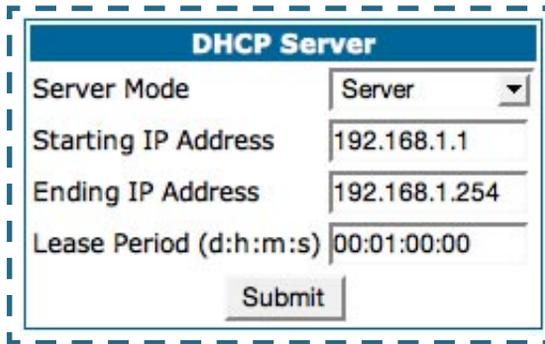 DHCP Server
Server Mode Server
Starting IP Address 192.168.1.1
Ending IP Address 192.168.1.254
Lease Period (d:h:m:s) 00:01:00:00
Submit